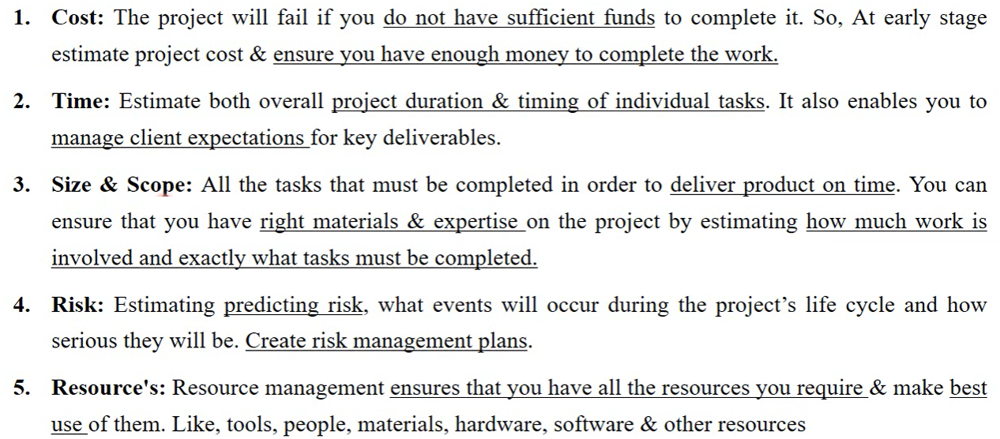 1. Cost: The project will fail if you do not have sufficient funds to complete it. So, At early stage
estimate project cost & ensure you have enough money to complete the work.
2. Time: Estimate both overall project duration & timing of individual tasks. It also enables you to
manage client expectations for key deliverables.
3. Size & Scope: All the tasks that must be completed in order to deliver product on time. You can
ensure that you have right materials & expertise on the project by estimating how much work is
involved and exactly what tasks must be completed.
4. Risk: Estimating predicting risk, what events will occur during the project’s life cycle and how
serious they will be. Create risk management plans.
5. Resource's: Resource management ensures that you have all the resources you require & make best
use of them. Like, tools, people, materials, hardware, software & other resources